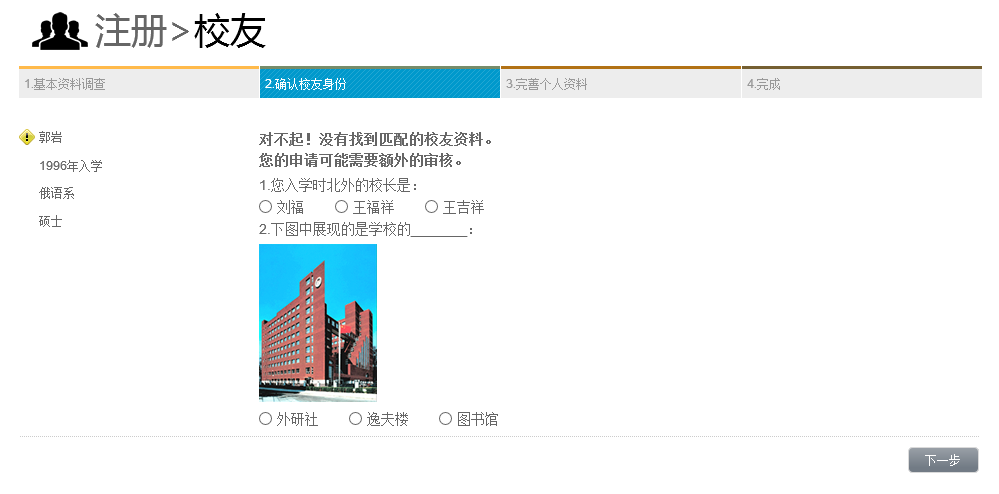 注册>校友
1.基本资料调查
2.确认校友身份
3.完善个人资料
4.完成
郭岩
1996年入学
俄语系
硕士
对不起！没有找到匹配的校友资料。
您的申请可能需要额外的审核。
1.您入学时北外的校长是：
刘福 王福祥 王吉祥
2.下图中展现的是学校的_______：
外研社 逸夫楼 图书馆
下一步